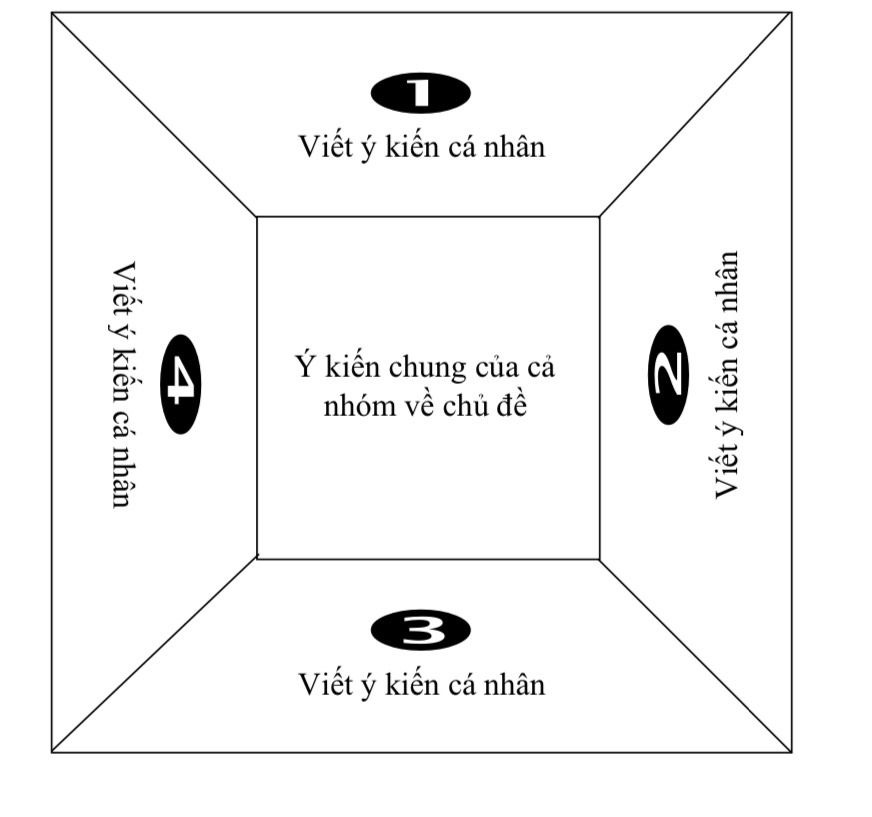 1
Viết ý kiến cá nhân
4
Viết ý kiến cá nhân
Ý kiến chung của cả
nhóm về chủ đề
2
Viết ý kiến cá nhân
3
Viết ý kiến cá nhân